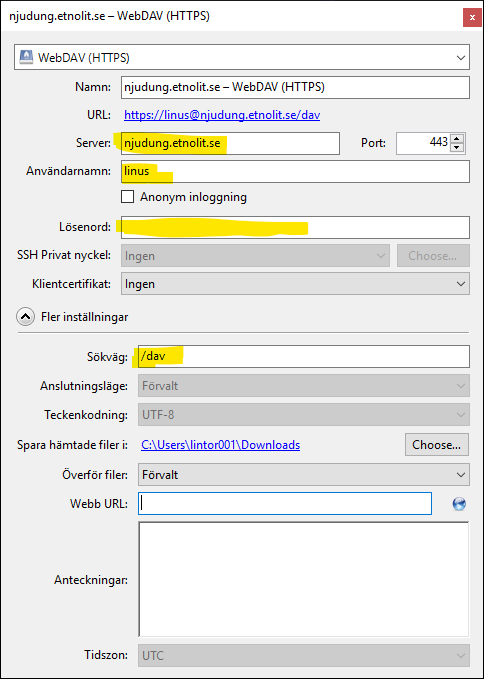 njudung.etnolit.se – WebDAV (HTTPS)
WebDAV (HTTPS)
Namn: njudung.etnolit.se – WebDAV (HTTPS)
URL: https://linus@njudung.etnolit.se/dav
Server: njudung.etnolit.se Port: 443
Användarnamn: linus
Anonym inloggning
Lösenord:
SSH Privat nyckel: Ingen Choose...
Klientcertifikat: Ingen
Fler inställningar
Sökväg: /dav
Anslutningsläge: Förvalt
Teckenkodning: UTF-8
Spara hämtade filer i: C:\Users\lintor001\Downloads Choose...
Överför filer: Förvalt
Webb URL:
Anteckningar:
Tidszon: UTC